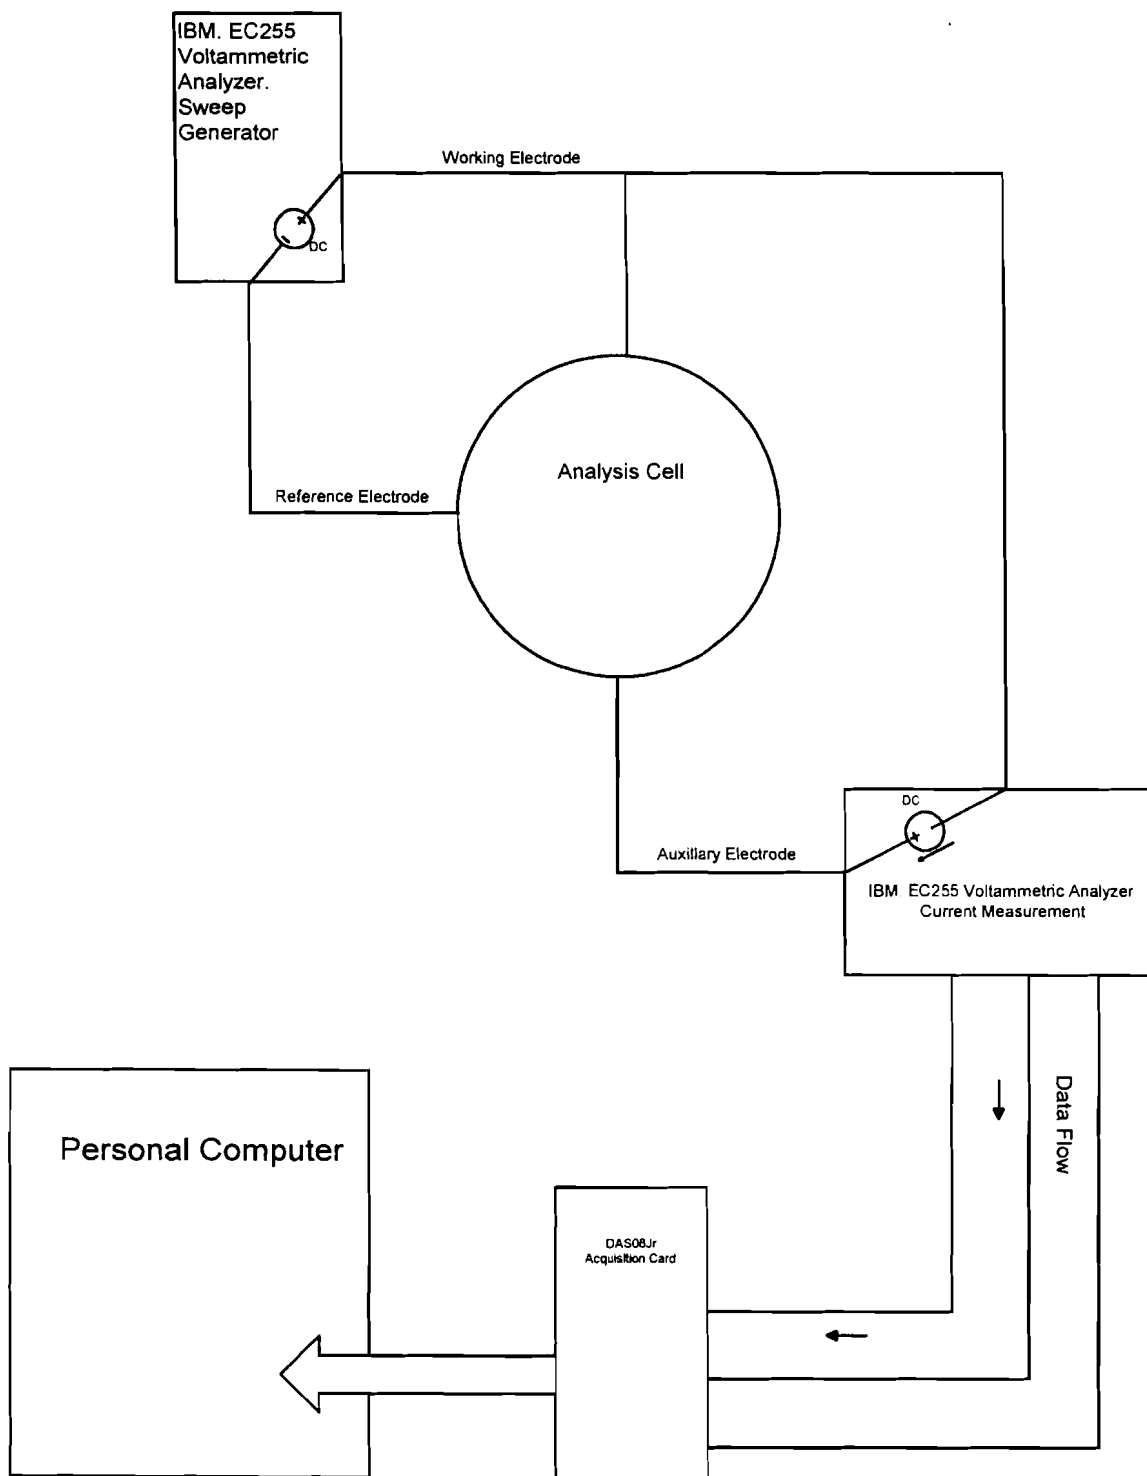 IBM. EC255
Voltammetric
Analyzer.
Sweep
Generator
+
-
DC
Working Electrode
Analysis Cell
Reference Electrode
DC
+
Auxillary Electrode
IBM. EC255 Voltammetric Analyzer
Current Measurement
Data Flow
Personal Computer
DAS08Jr
Acquisition Card